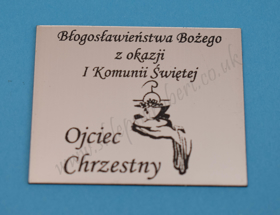 Błogosławieństwa Bożego
z okazji
I Komunii Świętej
Ojciec
Chrzestny